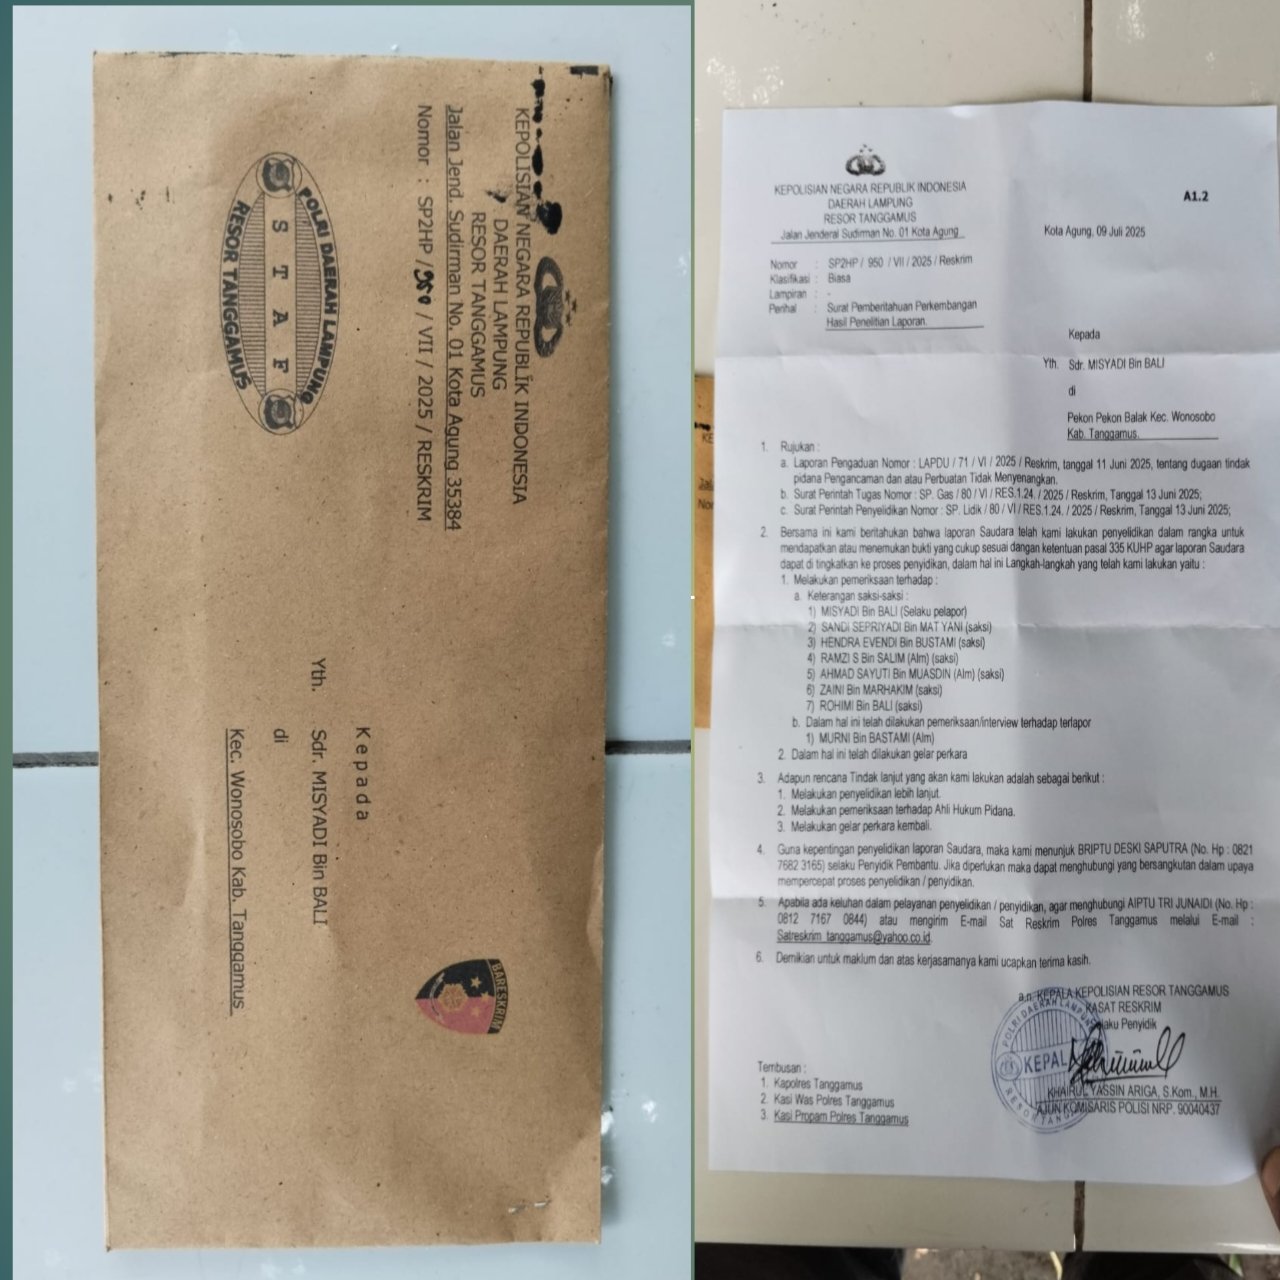 KEPOLISIAN NEGARA REPUBLIK INDONESIA
DAERAH LAMPUNG
RESOR TANGGAMUS
Jalan Jend. Sudirman No. 01 Kota Agung 35384
Nomor : SP2HP / 950 / VII / 2025 / RESKRIM
POLRI DAERAH LAMPUNG
STAF
RESOR TANGGAMUS
Kepada
Yth. Sdr. MISYADI Bin BALI
di
Kec. Wonosobo Kab. Tanggamus
BARESKRIM
KEPOLISIAN NEGARA REPUBLIK INDONESIA
DAERAH LAMPUNG
RESOR TANGGAMUS
Jalan Jenderal Sudirman No. 01 Kota Agung
A1.2
Kota Agung, 09 Juli 2025
Nomor : SP2HP / 950 / VII / 2025 / Reskrim
Klasifikasi : Biasa
Lampiran : -
Perihal : Surat Pemberitahuan Perkembangan
Hasil Penelitian Laporan.
Kepada
Yth. Sdr. MISYADI Bin BALI
di
Pekon Pekon Balak Kec. Wonosobo
Kab. Tanggamus.
1. Rujukan :
a. Laporan Pengaduan Nomor : LAPDU / 71 / VI / 2025 / Reskrim, tanggal 11 Juni 2025, tentang dugaan tindak
pidana Pengancaman dan atau Perbuatan Tidak Menyenangkan.
b. Surat Perintah Tugas Nomor : SP. Gas / 80 / VI / RES.1.24. / 2025 / Reskrim, Tanggal 13 Juni 2025;
c. Surat Perintah Penyelidikan Nomor : SP. Lidik / 80 / VI / RES.1.24. / 2025 / Reskrim, Tanggal 13 Juni 2025;
2. Bersama ini kami beritahukan bahwa laporan Saudara telah kami lakukan penyelidikan dalam rangka untuk
mendapatkan atau menemukan bukti yang cukup sesuai dangan ketentuan pasal 335 KUHP agar laporan Saudara
dapat di tingkatkan ke proses penyidikan, dalam hal ini Langkah-langkah yang telah kami lakukan yaitu :
1. Melakukan pemeriksaan terhadap :
a. Keterangan saksi-saksi :
1) MISYADI Bin BALI (Selaku pelapor)
2) SANDI SEPRIYADI Bin MAT YANI (saksi)
3) HENDRA EVENDI Bin BUSTAMI (saksi)
4) RAMZI S Bin SALIM (Alm) (saksi)
5) AHMAD SAYUTI Bin MUASDIN (Alm) (saksi)
6) ZAINI Bin MARHAKIM (saksi)
7) ROHIMI Bin BALI (saksi)
b. Dalam hal ini telah dilakukan pemeriksaan/interview terhadap terlapor
1) MURNI Bin BASTAMI (Alm)
2. Dalam hal ini telah dilakukan gelar perkara
3. Adapun rencana Tindak lanjut yang akan kami lakukan adalah sebagai berikut :
1. Melakukan penyelidikan lebih lanjut.
2. Melakukan pemeriksaan terhadap Ahli Hukum Pidana.
3. Melakukan gelar perkara kembali.
4. Guna kepentingan penyelidikan laporan Saudara, maka kami menunjuk BRIPTU DESKI SAPUTRA (No. Hp : 0821
7682 3165) selaku Penyidik Pembantu. Jika diperlukan maka dapat menghubungi yang bersangkutan dalam upaya
mempercepat proses penyelidikan / penyidikan.
5. Apabila ada keluhan dalam pelayanan penyelidikan / penyidikan, agar menghubungi AIPTU TRI JUNAIDI (No. Hp :
0812 7167 0844) atau mengirim E-mail Sat Reskrim Polres Tanggamus melalui E-mail :
Satreskrim_tanggamus@yahoo.co.id.
6. Demikian untuk maklum dan atas kerjasamanya kami ucapkan terima kasih.
a.n. KEPALA KEPOLISIAN RESOR TANGGAMUS
KASAT RESKRIM
Selaku Penyidik
POLRI DAERAH LAMPUNG
KEPALA
KHAIRUL YASSIN ARIGA, S.Kom., M.H.
AJUN KOMISARIS POLISI NRP. 90040437
Tembusan :
1. Kapolres Tanggamus
2. Kasi Was Polres Tanggamus
3. Kasi Propam Polres Tanggamus